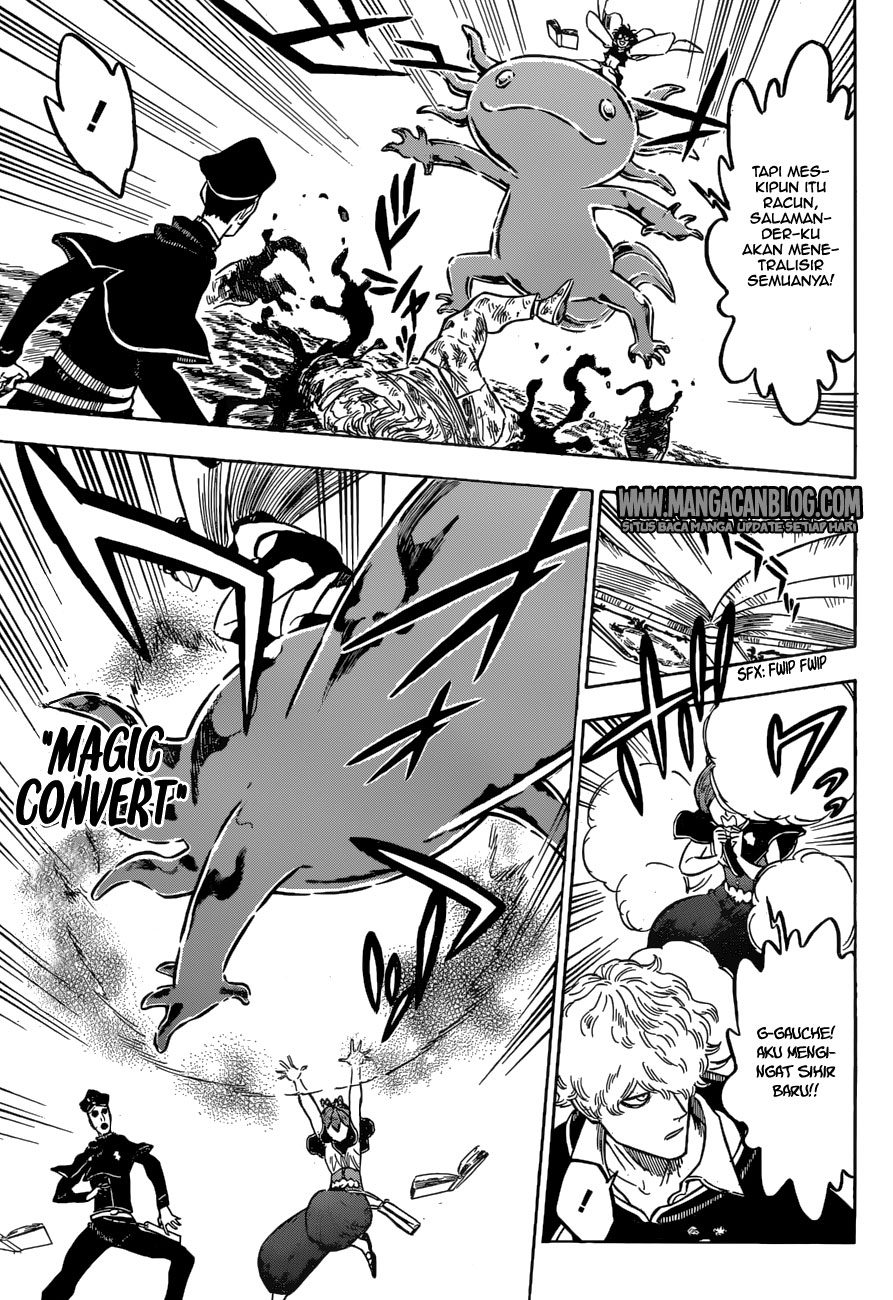 TAPI MES-
KIPUN ITU
RACUN,
SALAMAN-
DER-KU
AKAN MENE-
TRALISIR
SEMUANYA!
!
WWW.MANGACANBLOG.COM
SITUS BACA MANGA UPDATE SETIAP HARI
SFX: FWIP FWIP
G-GAUCHE!
AKU MENGI-
NGAT SIHIR
BARU!!
!
"MAGIC
CONVERT"